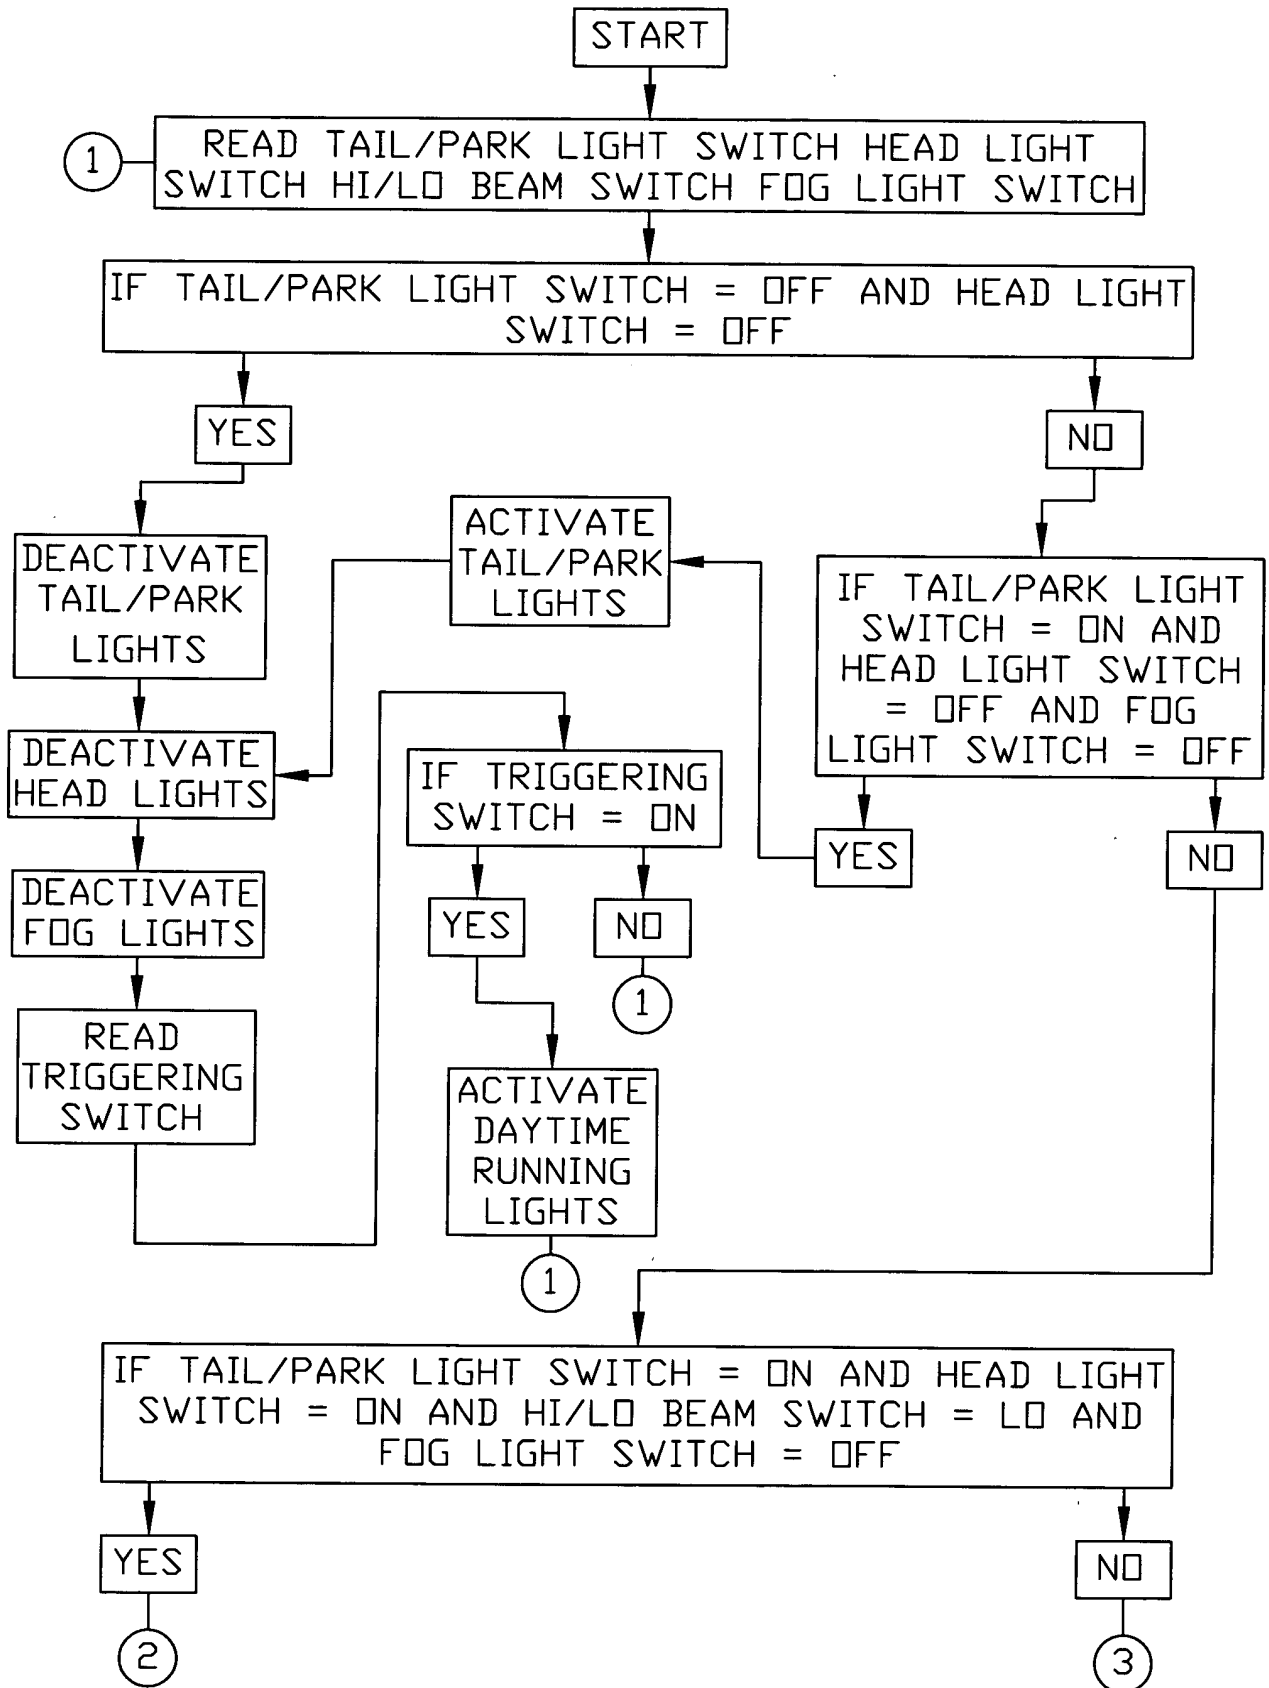 START
1
READ TAIL/PARK LIGHT SWITCH HEAD LIGHT
SWITCH HI/LO BEAM SWITCH FOG LIGHT SWITCH
IF TAIL/PARK LIGHT SWITCH = OFF AND HEAD LIGHT
SWITCH = OFF
YES
NO
DEACTIVATE
TAIL/PARK
LIGHTS
ACTIVATE
TAIL/PARK
LIGHTS
IF TAIL/PARK LIGHT
SWITCH = ON AND
HEAD LIGHT SWITCH
= OFF AND FOG
LIGHT SWITCH = OFF
DEACTIVATE
HEAD LIGHTS
IF TRIGGERING
SWITCH = ON
YES
NO
DEACTIVATE
FOG LIGHTS
YES
NO
1
READ
TRIGGERING
SWITCH
ACTIVATE
DAYTIME
RUNNING
LIGHTS
1
IF TAIL/PARK LIGHT SWITCH = ON AND HEAD LIGHT
SWITCH = ON AND HI/LO BEAM SWITCH = LO AND
FOG LIGHT SWITCH = OFF
YES
NO
2
3